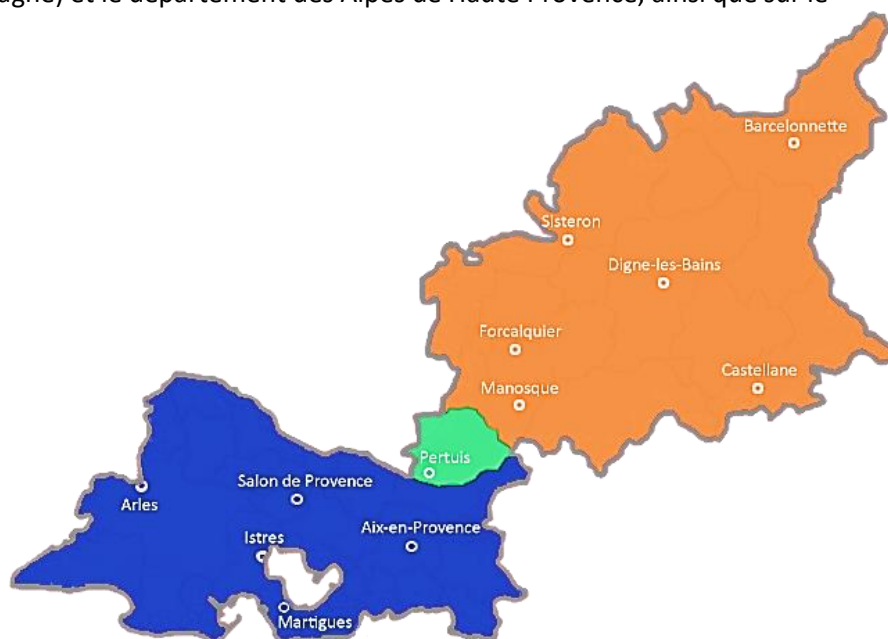 agne) et le département des Alpes de Haute Provence, ainsi que sur le
Barcelonnette
Sisteron
Digne-les-Bains
Forcalquier
Castellane
Manosque
Pertuis
Salon de Provence
Arles
Aix-en-Provence
Istres
Martigues